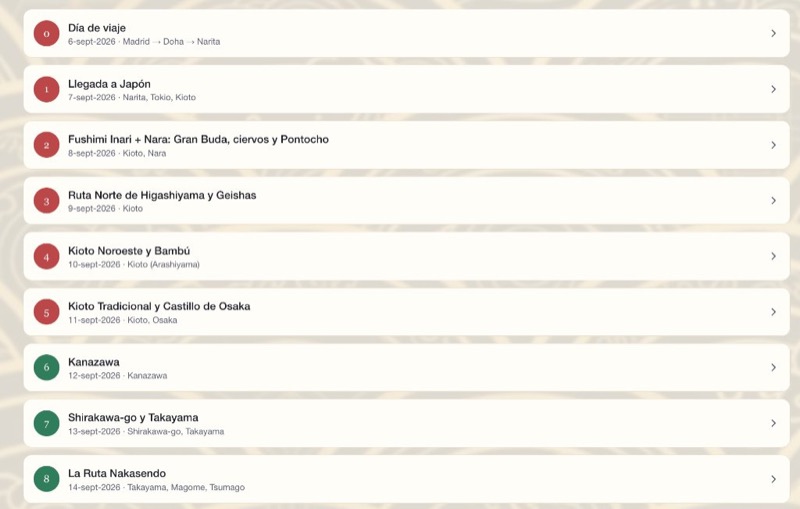 0
Día de viaje
6-sept-2026 · Madrid → Doha → Narita
1
Llegada a Japón
7-sept-2026 · Narita, Tokio, Kioto
2
Fushimi Inari + Nara: Gran Buda, ciervos y Pontocho
8-sept-2026 · Kioto, Nara
3
Ruta Norte de Higashiyama y Geishas
9-sept-2026 · Kioto
4
Kioto Noroeste y Bambú
10-sept-2026 · Kioto (Arashiyama)
5
Kioto Tradicional y Castillo de Osaka
11-sept-2026 · Kioto, Osaka
6
Kanazawa
12-sept-2026 · Kanazawa
7
Shirakawa-go y Takayama
13-sept-2026 · Shirakawa-go, Takayama
8
La Ruta Nakasendo
14-sept-2026 · Takayama, Magome, Tsumago